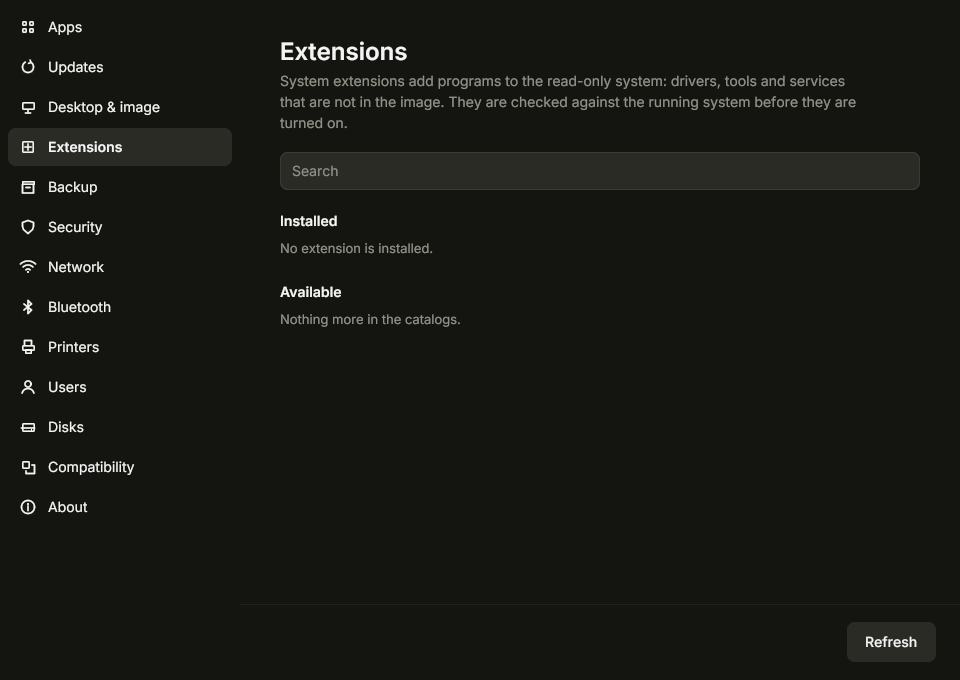 Apps
Updates
Desktop & image
Extensions
Backup
Security
Network
Bluetooth
Printers
Users
Disks
Compatibility
About
Extensions
System extensions add programs to the read-only system: drivers, tools and services
that are not in the image. They are checked against the running system before they are
turned on.
Search
Installed
No extension is installed.
Available
Nothing more in the catalogs.
Refresh